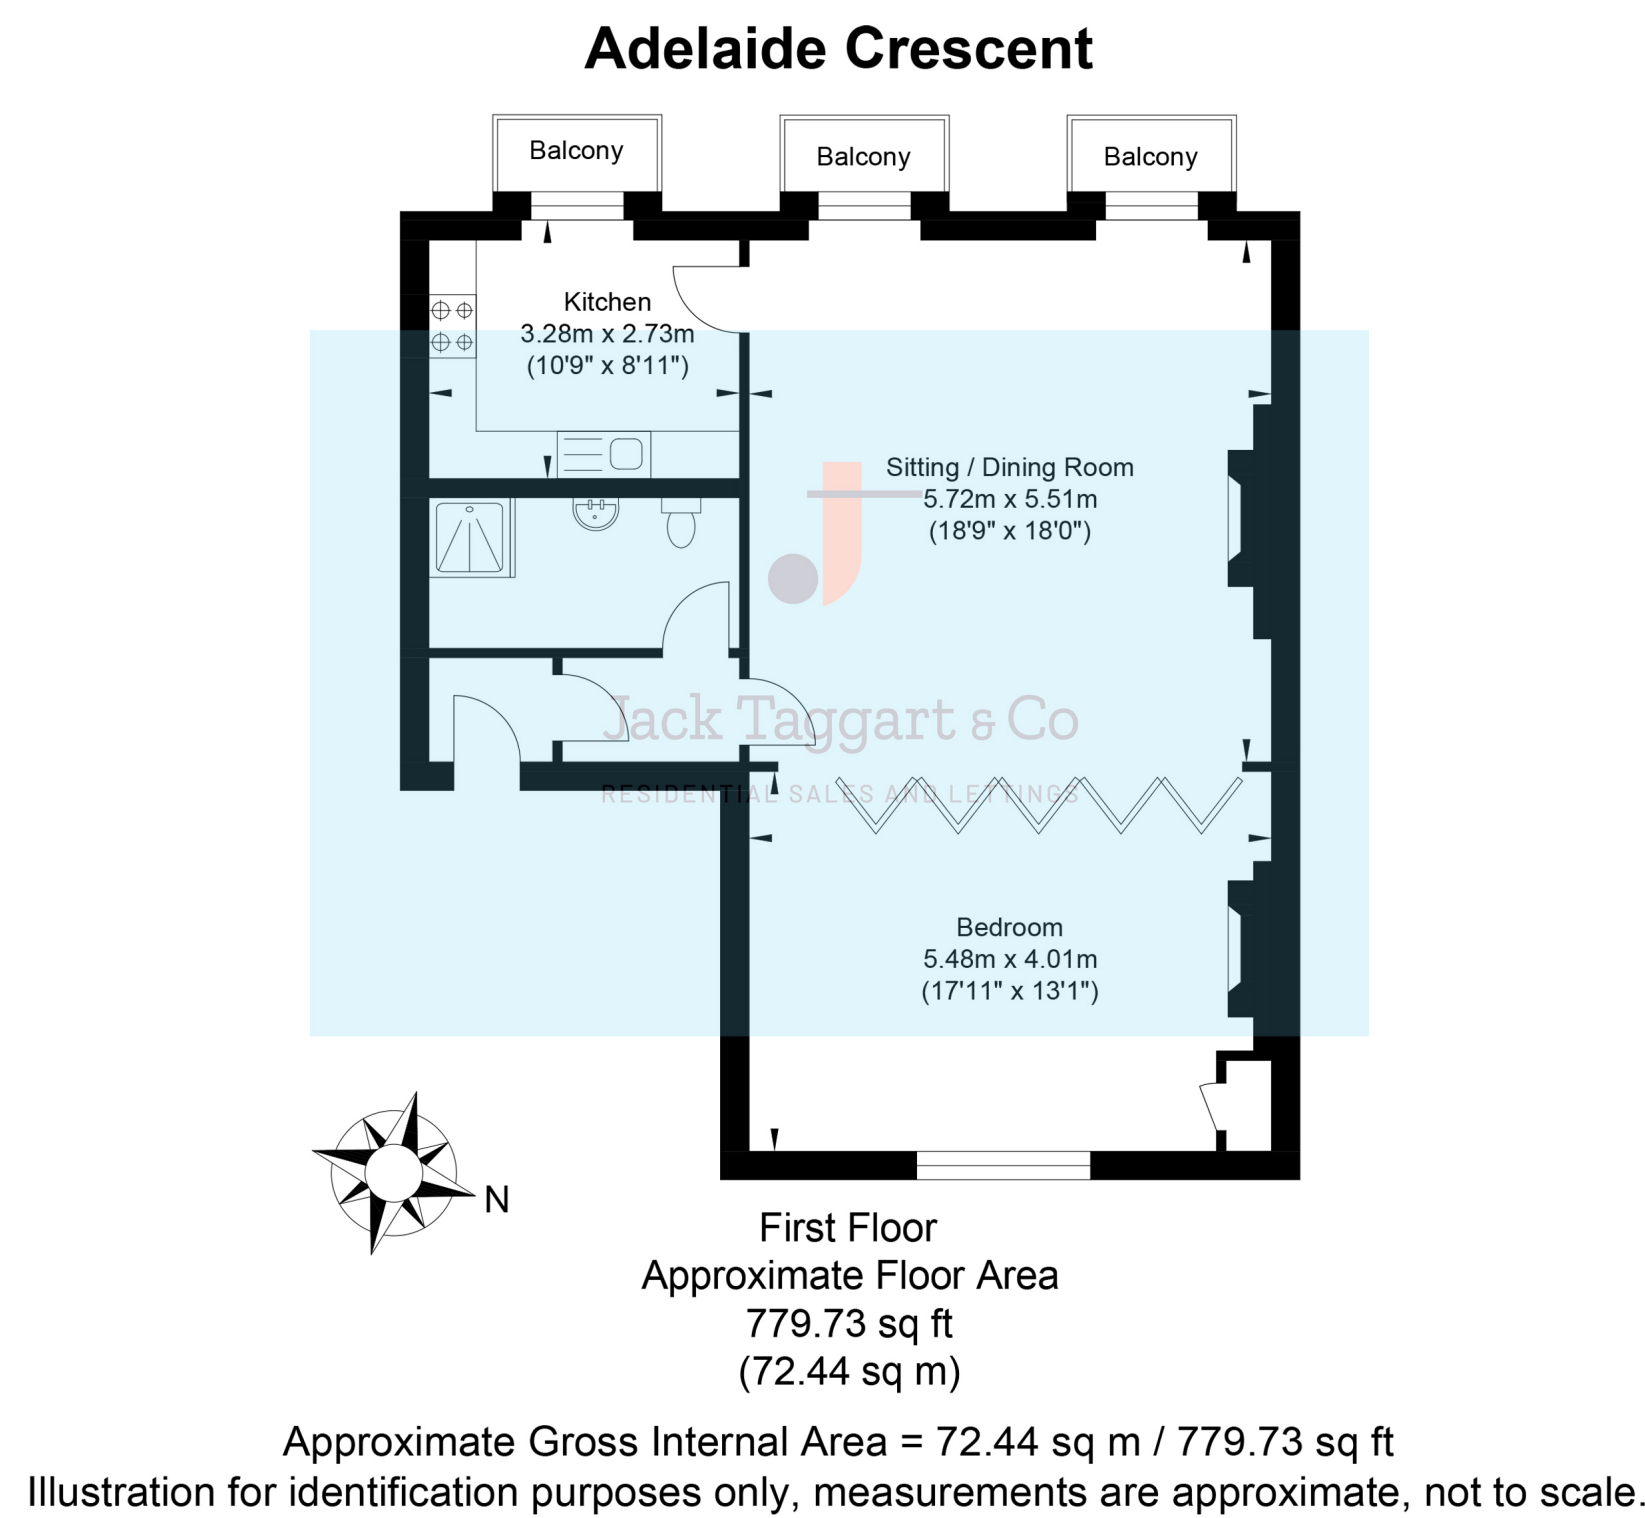 Adelaide Crescent
Balcony
Balcony
Balcony
Kitchen
3.28m x 2.73m
(10'9" x 8'11")
Sitting / Dining Room
5.72m x 5.51m
(18'9" x 18'0")
Jack Taggart & Co
RESIDENTIAL SALES AND LETTINGS
Bedroom
5.48m x 4.01m
(17'11" x 13'1")
N
First Floor
Approximate Floor Area
779.73 sq ft
(72.44 sq m)
Approximate Gross Internal Area = 72.44 sq m / 779.73 sq ft
Illustration for identification purposes only, measurements are approximate, not to scale.